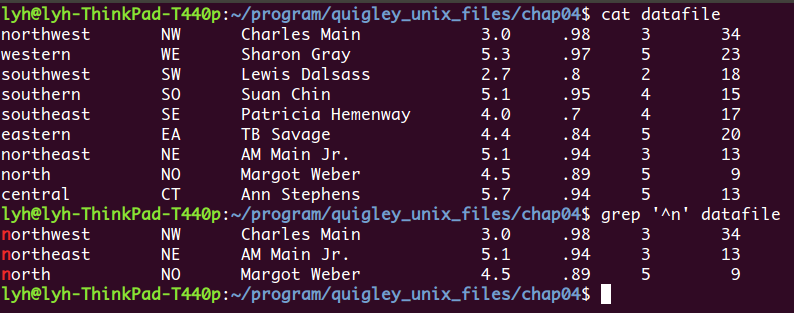 lyh@lyh-ThinkPad-T440p:~/program/quigley_unix_files/chap04$ cat datafile
northwest NW Charles Main 3.0 .98 3 34
western WE Sharon Gray 5.3 .97 5 23
southwest SW Lewis Dalsass 2.7 .8 2 18
southern SO Suan Chin 5.1 .95 4 15
southeast SE Patricia Hemenway 4.0 .7 4 17
eastern EA TB Savage 4.4 .84 5 20
northeast NE AM Main Jr. 5.1 .94 3 13
north NO Margot Weber 4.5 .89 5 9
central CT Ann Stephens 5.7 .94 5 13
lyh@lyh-ThinkPad-T440p:~/program/quigley_unix_files/chap04$ grep '^n' datafile
northwest NW Charles Main 3.0 .98 3 34
northeast NE AM Main Jr. 5.1 .94 3 13
north NO Margot Weber 4.5 .89 5 9
lyh@lyh-ThinkPad-T440p:~/program/quigley_unix_files/chap04$